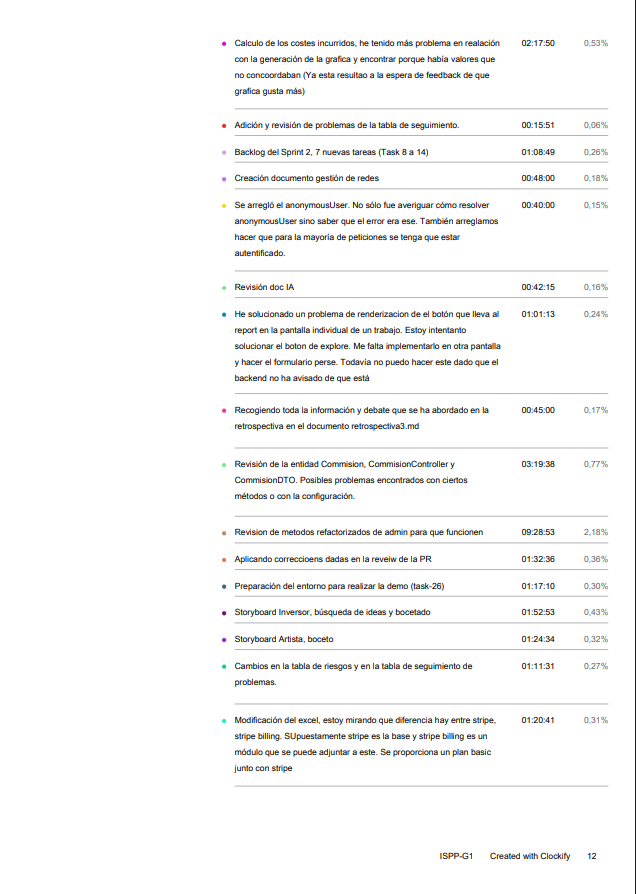 Calculo de los costes incurridos, he tenido más problema en realación 02:17:50 0,53%
con la generación de la grafica y encontrar porque había valores que
no concordaban (Ya esta resultao a la espera de feedback de que
grafica gusta más)
Adición y revisión de problemas de la tabla de seguimiento. 00:15:51 0,06%
Backlog del Sprint 2, 7 nuevas tareas (Task 8 a 14) 01:08:49 0,26%
Creación documento gestión de redes 00:48:00 0,18%
Se arregló el anonymousUser. No sólo fue averiguar cómo resolver 00:40:00 0,15%
anonymousUser sino saber que el error era ese. También arreglamos
hacer que para la mayoría de peticiones se tenga que estar
autentificado.
Revisión doc IA 00:42:15 0,16%
He solucionado un problema de renderizacion de el botón que lleva al 01:01:13 0,24%
report en la pantalla individual de un trabajo. Estoy intentanto
solucionar el boton de explore. Me falta implementarlo en otra pantalla
y hacer el formulario perse. Todavía no puedo hacer este dado que el
backend no ha avisado de que está
Recogiendo toda la información y debate que se ha abordado en la 00:45:00 0,17%
retrospectiva en el documento retrospectiva3.md
Revisión de la entidad Commision, CommisionController y 03:19:38 0,77%
CommisionDTO. Posibles problemas encontrados con ciertos
métodos o con la configuración.
Revision de metodos refactorizados de admin para que funcionen 09:28:53 2,18%
Aplicando correccioens dadas en la reveiw de la PR 01:32:36 0,36%
Preparación del entorno para realizar la demo (task-26) 01:17:10 0,30%
Storyboard Inversor, búsqueda de ideas y bocetado 01:52:53 0,43%
Storyboard Artista, boceto 01:24:34 0,32%
Cambios en la tabla de riesgos y en la tabla de seguimiento de 01:11:31 0,27%
problemas.
Modificación del excel, estoy mirando que diferencia hay entre stripe, 01:20:41 0,31%
stripe billing. SUpuestamente stripe es la base y stripe billing es un
módulo que se puede adjuntar a este. Se proporciona un plan basic
junto con stripe
ISPP-G1 Created with Clockify 12